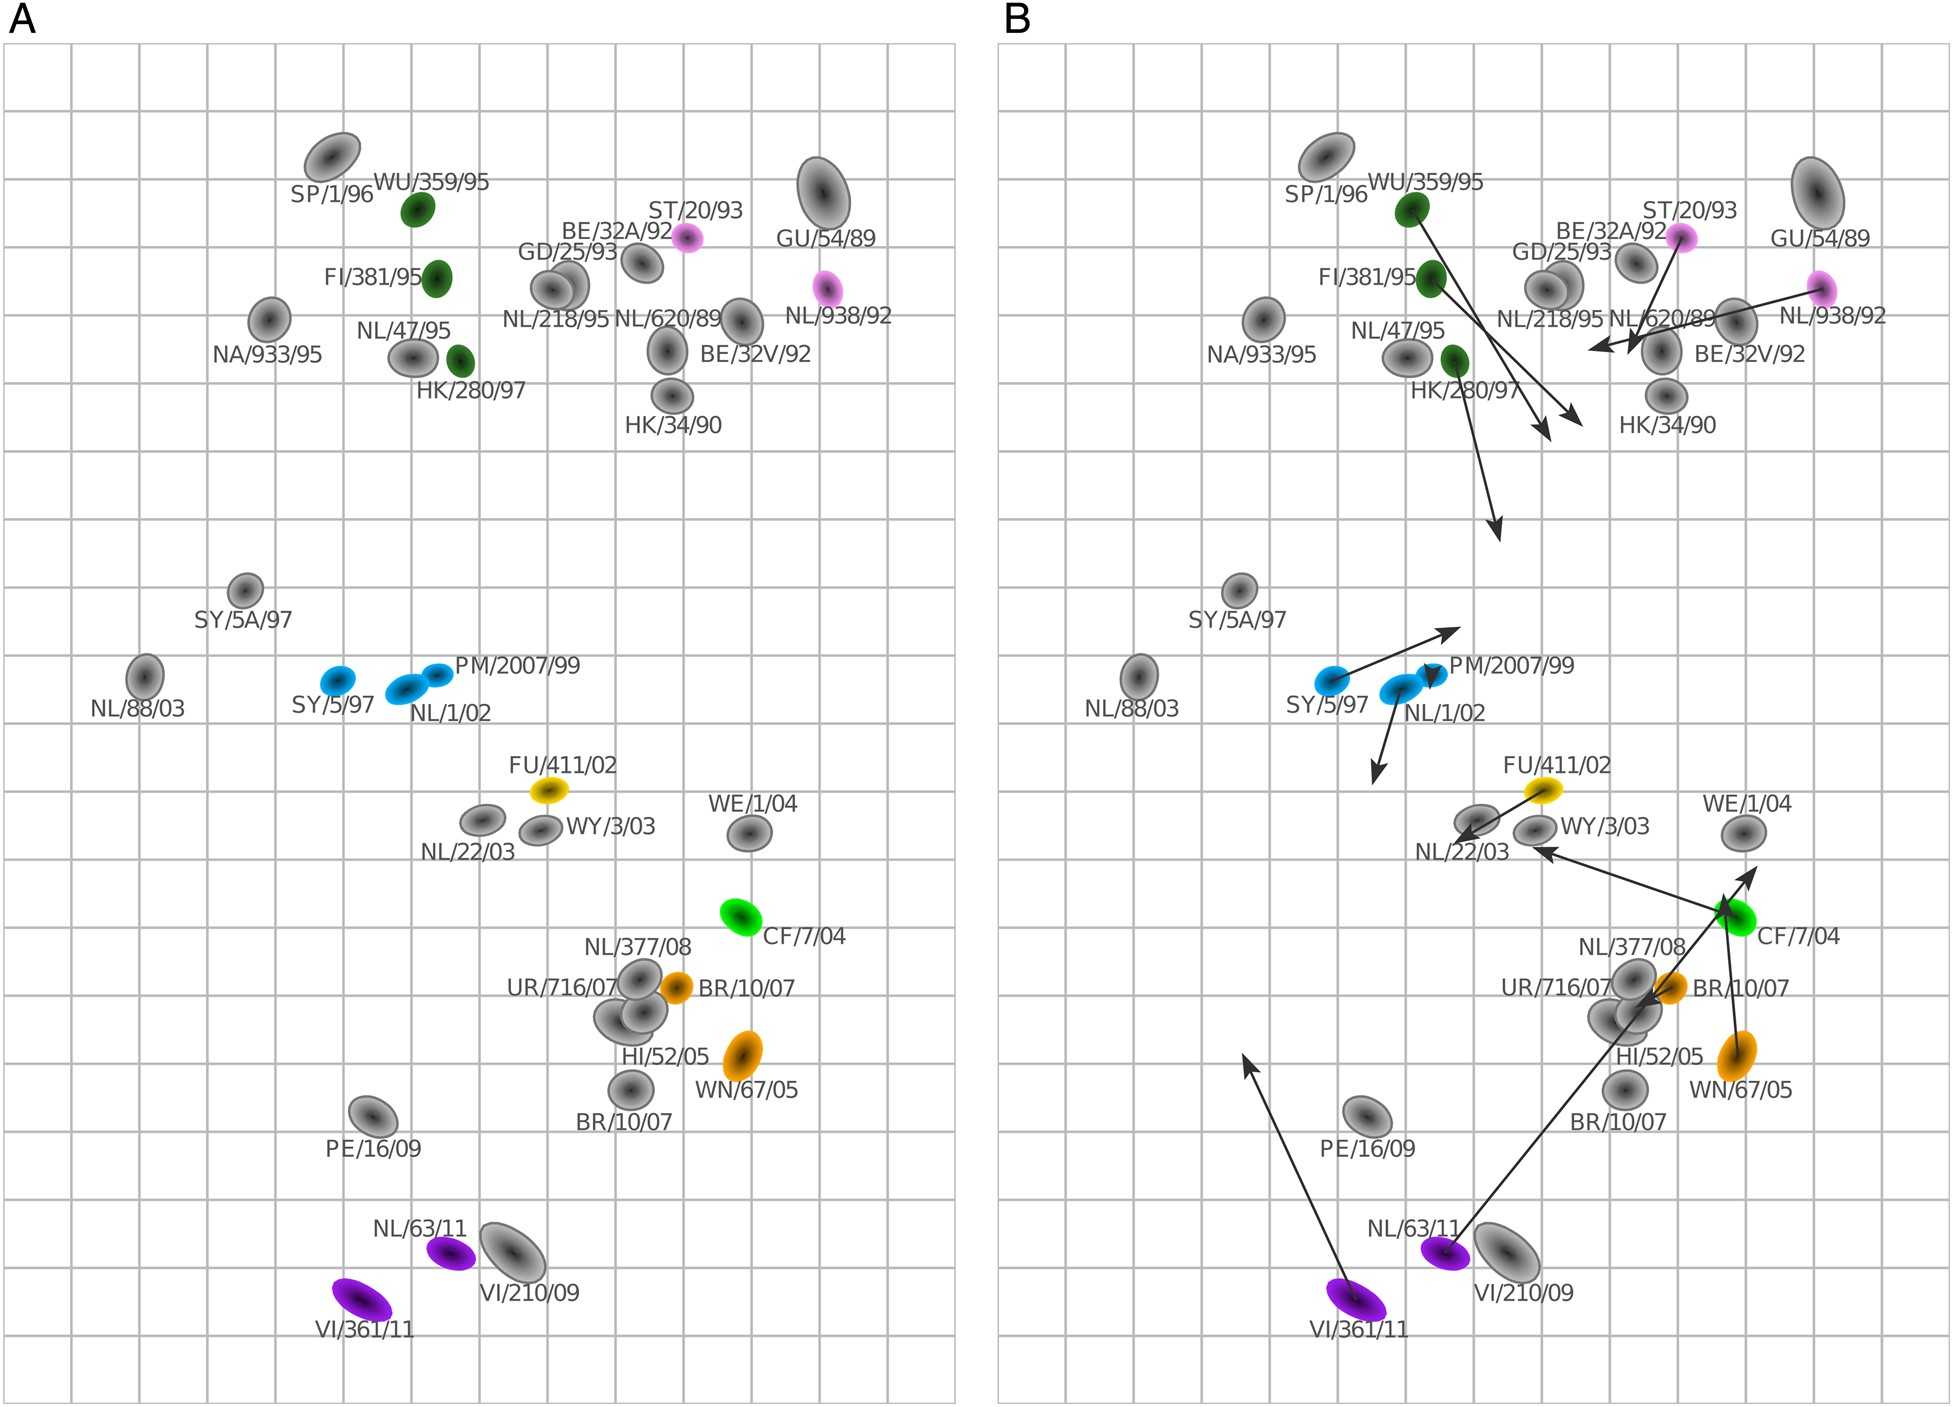 A
SP/1/96
WU/359/95
ST/20/93
BE/32A/92
GU/54/89
GD/25/93
FI/381/95
NL/938/92
NL/218/95
NL/620/89
NL/47/95
NA/933/95
BE/32V/92
HK/280/97
HK/34/90
SY/5A/97
PM/2007/99
NL/88/03
SY/5/97
NL/1/02
FU/411/02
WE/1/04
WY/3/03
NL/22/03
CF/7/04
NL/377/08
UR/716/07
BR/10/07
HI/52/05
WN/67/05
BR/10/07
PE/16/09
NL/63/11
VI/210/09
VI/361/11
B
SP/1/96
WU/359/95
ST/20/93
BE/32A/92
GU/54/89
GD/25/93
FI/381/95
NL/938/92
NL/218/95
NL/620/89
NL/47/95
NA/933/95
BE/32V/92
HK/280/97
HK/34/90
SY/5A/97
PM/2007/99
NL/88/03
SY/5/97
NL/1/02
FU/411/02
WE/1/04
WY/3/03
NL/22/03
CF/7/04
NL/377/08
UR/716/07
BR/10/07
HI/52/05
WN/67/05
BR/10/07
PE/16/09
NL/63/11
VI/210/09
VI/361/11